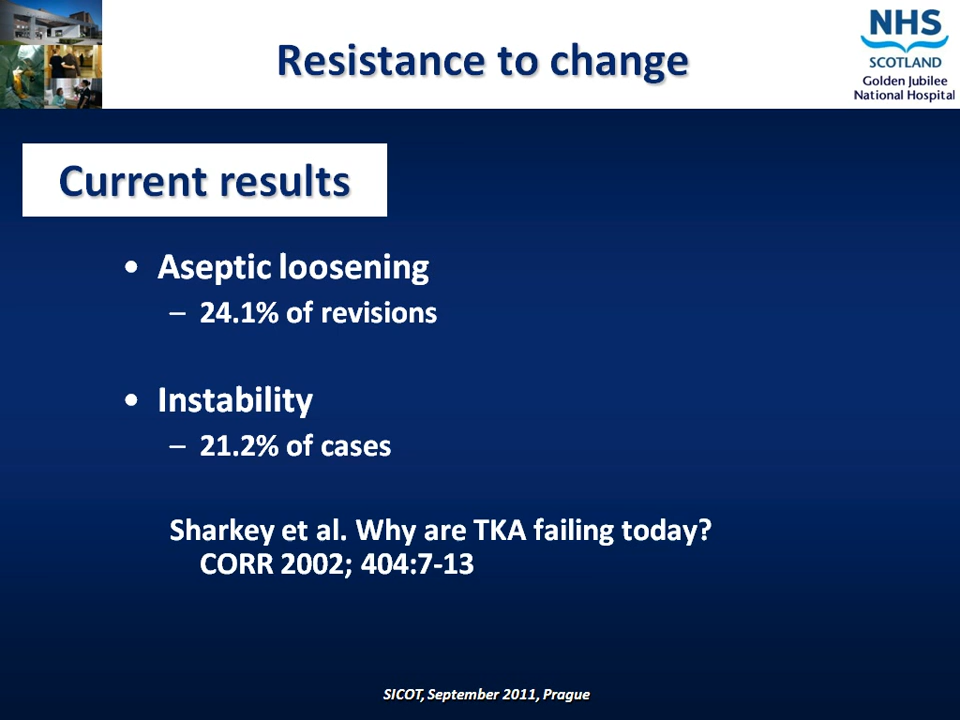 Resistance to change
NHS
SCOTLAND
Golden Jubilee
National Hospital
Current results
• Aseptic loosening
– 24.1% of revisions
• Instability
– 21.2% of cases
Sharkey et al. Why are TKA failing today?
CORR 2002; 404:7-13
SICOT, September 2011, Prague